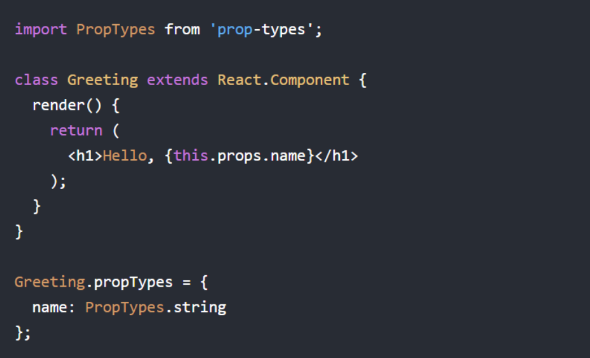 import PropTypes from 'prop-types';
class Greeting extends React.Component {
render() {
return (
<h1>Hello, {this.props.name}</h1>
);
}
}
Greeting.propTypes = {
name: PropTypes.string
};